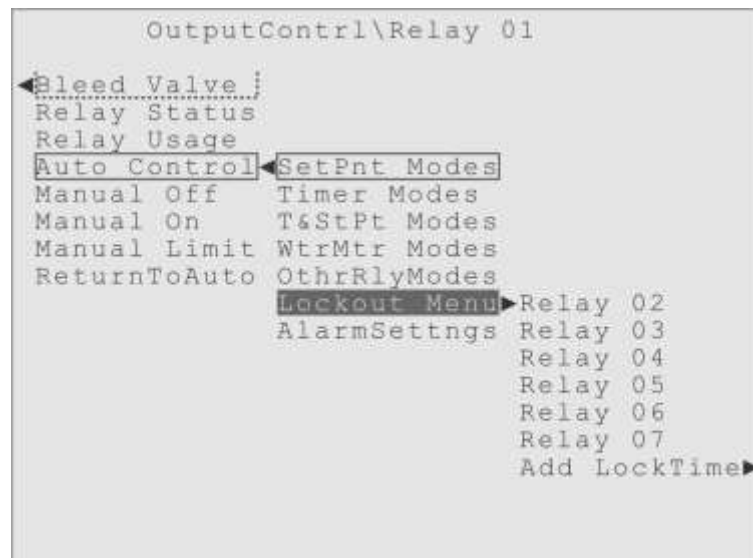 OutputContrl\Relay 01
Bleed Valve
Relay Status
Relay Usage
Auto Control SetPnt Modes
Manual Off Timer Modes
Manual On T&StPt Modes
Manual Limit WtrMtr Modes
ReturnToAuto OthrRlyModes
Lockout Menu Relay 02
AlarmSettngs Relay 03
Relay 04
Relay 05
Relay 06
Relay 07
Add LockTime